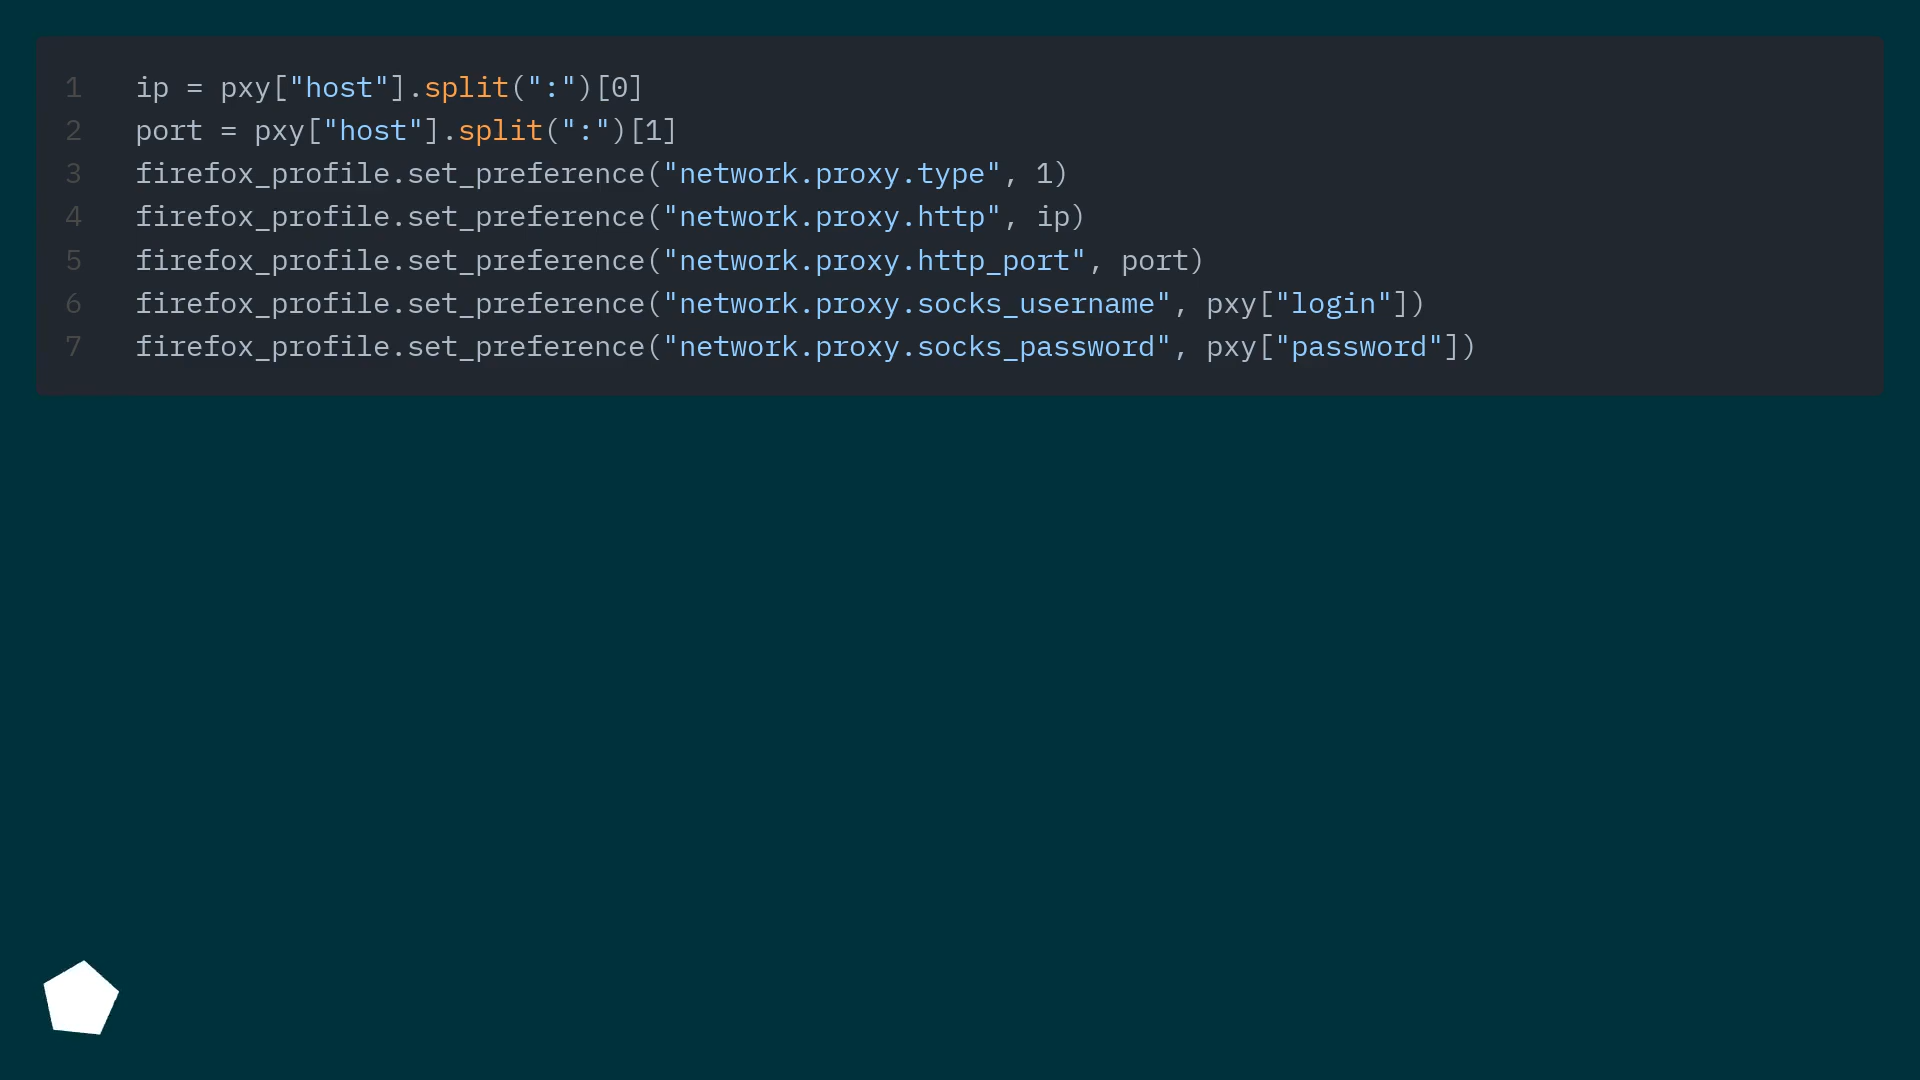 1 ip = pxy["host"].split(":")[0]
2 port = pxy["host"].split(":")[1]
3 firefox_profile.set_preference("network.proxy.type", 1)
4 firefox_profile.set_preference("network.proxy.http", ip)
5 firefox_profile.set_preference("network.proxy.http_port", port)
6 firefox_profile.set_preference("network.proxy.socks_username", pxy["login"])
7 firefox_profile.set_preference("network.proxy.socks_password", pxy["password"])